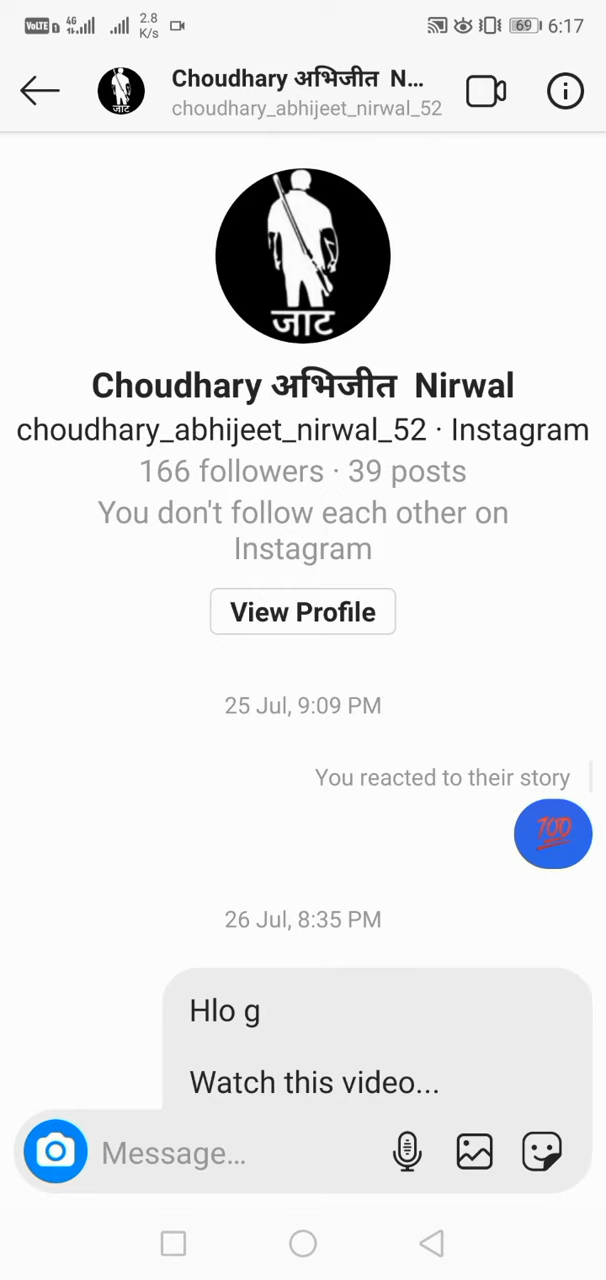 VoLTE 4G 2.8 K/s 69 6:17
Choudhary अभिजीत N...
choudhary_abhijeet_nirwal_52
जाट
जाट
Choudhary अभिजीत Nirwal
choudhary_abhijeet_nirwal_52 · Instagram
166 followers · 39 posts
You don't follow each other on
Instagram
View Profile
25 Jul, 9:09 PM
You reacted to their story
💯
26 Jul, 8:35 PM
Hlo g
Watch this video...
Message...